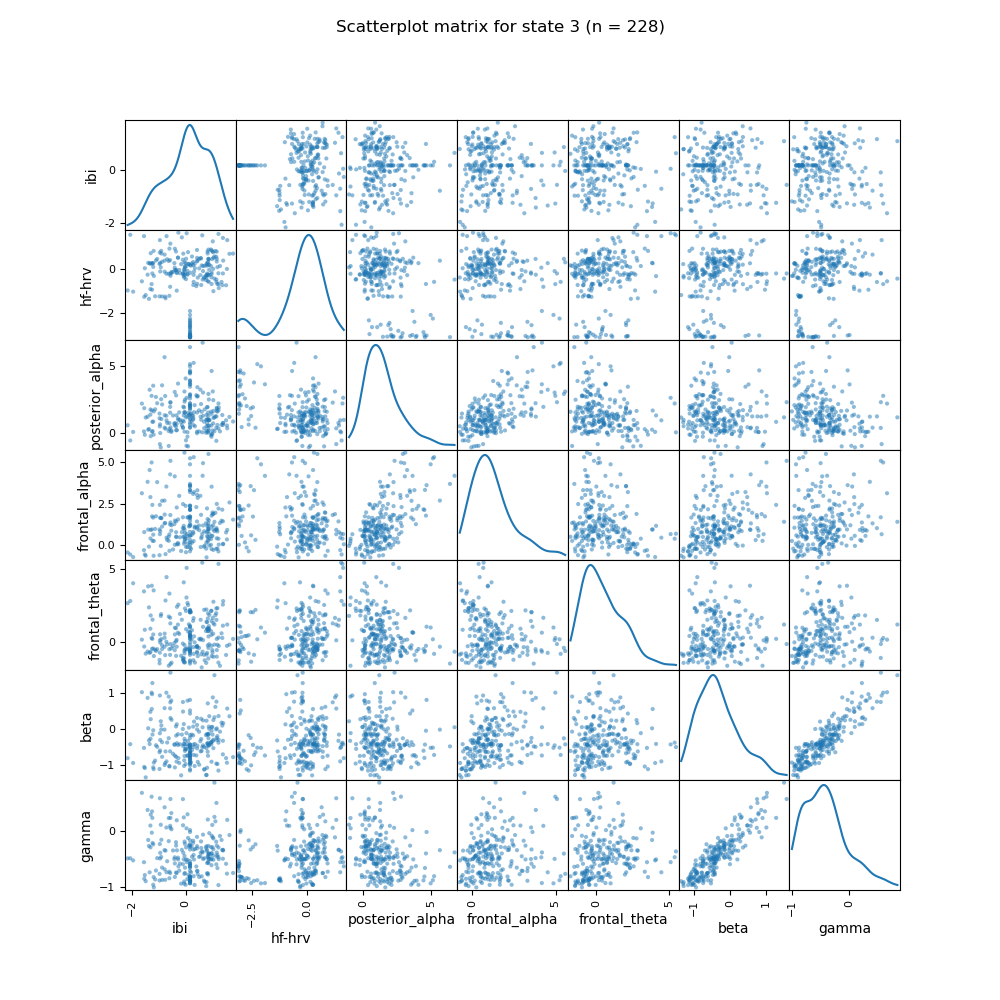 Scatterplot matrix for state 3 (n = 228)
ibi
0
−2
hf-hrv
0
−2
posterior_alpha
5
0
frontal_alpha
5.0
2.5
0.0
frontal_theta
5
0
beta
1
0
−1
gamma
0
−1
−2 0 −2.5 0.0 0 5 0 5 0 5 −1 0 1 −1 0
ibi hf-hrv posterior_alpha frontal_alpha frontal_theta beta gamma